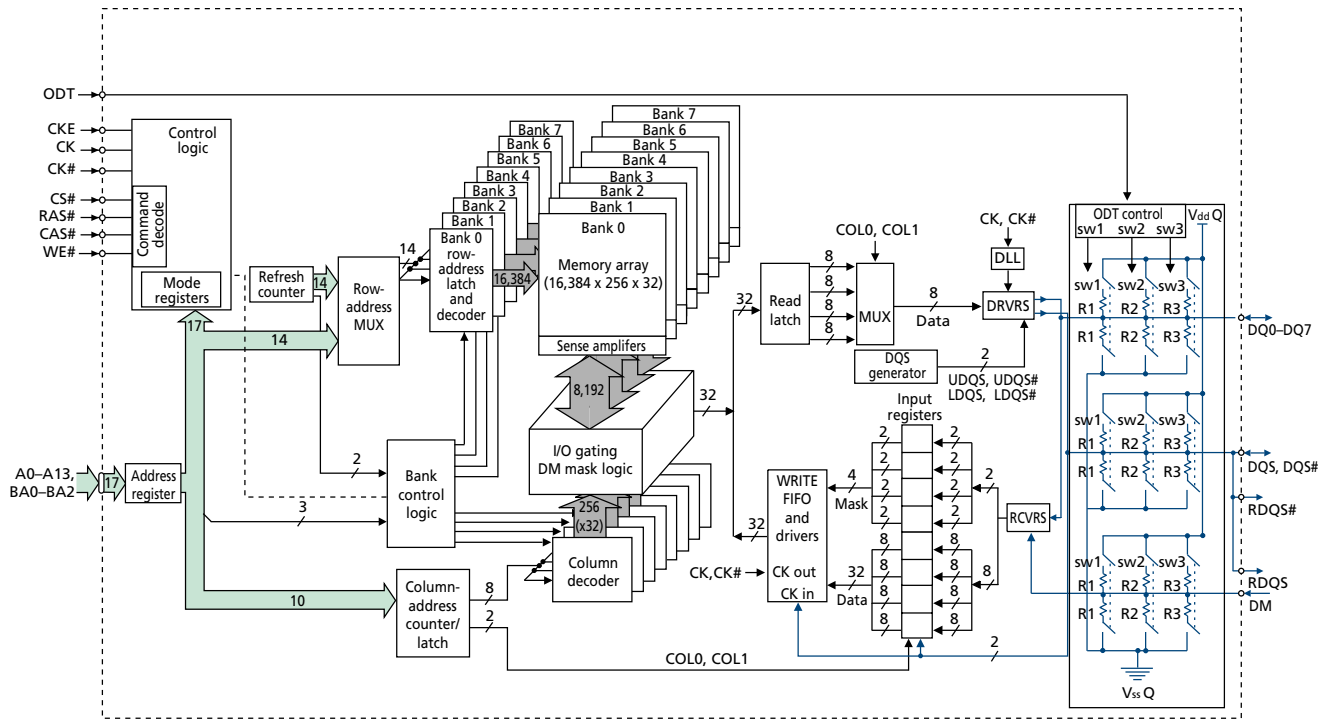 ODT
CKE
CK
CK#
CS#
RAS#
CAS#
WE#
Control
logic
Command
decode
Mode
registers
A0–A13,
BA0–BA2
17
Address
register
17
14
10
3
2
Refresh
counter
14
Row-
address
MUX
14
Bank 7
Bank 6
Bank 5
Bank 4
Bank 3
Bank 2
Bank 1
Bank 0
row-
address
latch
and
decoder
16,384
Bank 7
Bank 6
Bank 5
Bank 4
Bank 3
Bank 2
Bank 1
Bank 0
Memory array
(16,384 x 256 x 32)
Sense amplifers
8,192
I/O gating
DM mask logic
32
Bank
control
logic
256
(x32)
Column
decoder
Column-
address
counter/
latch
8
2
COL0, COL1
32
Read
latch
8
8
8
8
COL0, COL1
MUX
8
Data
CK, CK#
DLL
DRVRS
DQS
generator
2
UDQS, UDQS#
LDQS, LDQS#
Input
registers
2
2
2
2
2
2
2
2
2
8
8
8
8
8
8
8
8
8
4
Mask
32
Data
32
WRITE
FIFO
and
drivers
CK out
CK in
CK,CK#
RCVRS
2
ODT control
sw1 sw2 sw3
Vdd Q
sw1 sw2 sw3
R1 R2 R3
R1 R2 R3
sw1 sw2 sw3
R1 R2 R3
R1 R2 R3
sw1 sw2 sw3
R1 R2 R3
R1 R2 R3
Vss Q
DQ0–DQ7
DQS, DQS#
RDQS#
RDQS
DM